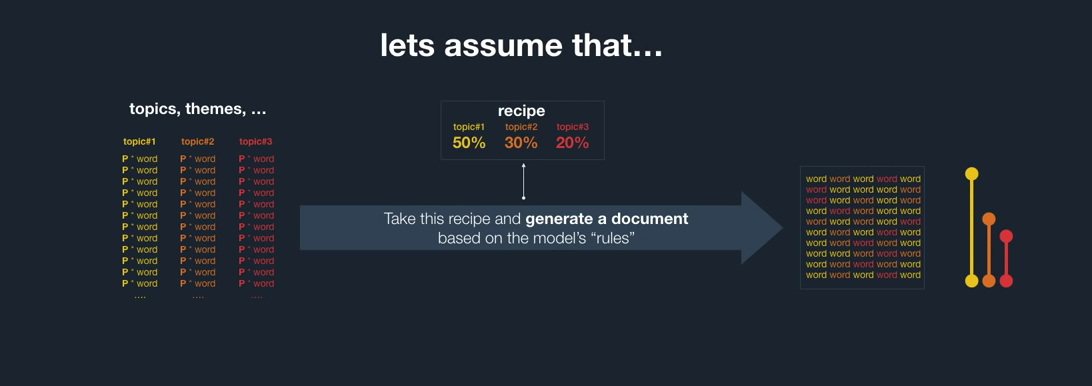 lets assume that...
topics, themes, ...
topic#1 topic#2 topic#3
P * word P * word P * word
P * word P * word P * word
P * word P * word P * word
P * word P * word P * word
P * word P * word P * word
P * word P * word P * word
P * word P * word P * word
P * word P * word P * word
P * word P * word P * word
P * word P * word P * word
P * word P * word P * word
P * word P * word P * word
.... .... ....
recipe
topic#1 topic#2 topic#3
50% 30% 20%
Take this recipe and generate a document
based on the model’s “rules”
word word word word word
word word word word word
word word word word word
word word word word word
word word word word word
word word word word word
word word word word word
word word word word word
word word word word word
word word word word word